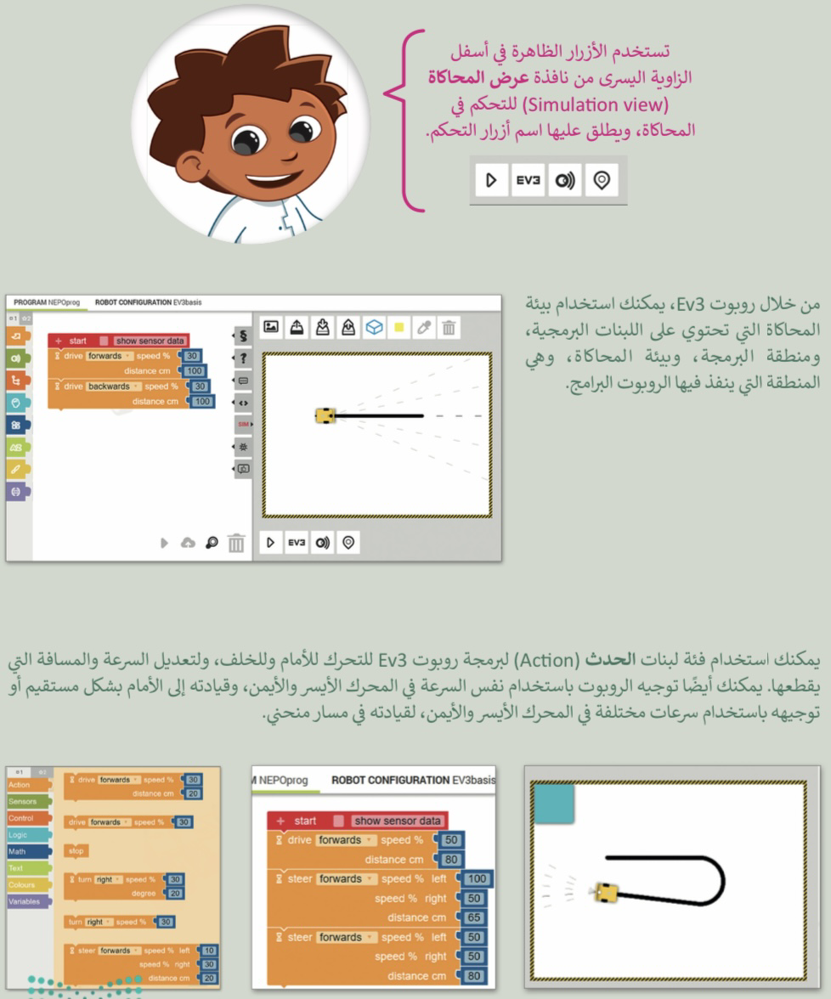 تستخدم الأزرار الظاهرة في أسفل
الزاوية اليسرى من نافذة عرض المحاكاة
(Simulation view) للتحكم في
المحاكاة، ويطلق عليها اسم أزرار التحكم.
EV3
من خلال روبوت Ev3، يمكنك استخدام بيئة
المحاكاة التي تحتوي على اللبنات البرمجية،
ومنطقة البرمجة، وبيئة المحاكاة، وهي
المنطقة التي ينفذ فيها الروبوت البرامج.
PROGRAM NEPOprog ROBOT CONFIGURATION EV3basis
1 2
+ start show sensor data
drive forwards speed % 30
distance cm 100
drive backwards speed % 30
distance cm 100
?
<>
SIM
EV3
يمكنك استخدام فئة لبنات الحدث (Action) لبرمجة روبوت Ev3 للتحرك للأمام وللخلف، ولتعديل السرعة والمسافة التي
يقطعها. يمكنك أيضًا توجيه الروبوت باستخدام نفس السرعة في المحرك الأيسر والأيمن، وقيادته إلى الأمام بشكل مستقيم أو
توجيهه باستخدام سرعات مختلفة في المحرك الأيسر والأيمن، لقيادته في مسار منحني.
1 2
Action
Sensors
Control
Logic
Math
Text
Colours
Variables
drive forwards speed % 30
distance cm 20
drive forwards speed % 30
stop
turn right speed % 30
degree 20
turn right speed % 30
steer forwards speed % left 10
speed % right 30
distance cm 20
M NEPOprog ROBOT CONFIGURATION EV3basis
+ start show sensor data
drive forwards speed % 50
distance cm 80
steer forwards speed % left 100
speed % right 50
distance cm 65
steer forwards speed % left 50
speed % right 50
distance cm 80